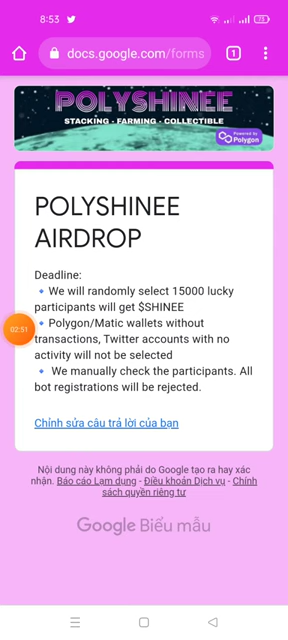 8:53
73
docs.google.com/forms
1
POLYSHINEE
STACKING - FARMING - COLLECTIBLE
Powered by
Polygon
POLYSHINEE
AIRDROP
Deadline:
🔹We will randomly select 15000 lucky
participants will get $SHINEE
🔹Polygon/Matic wallets without
transactions, Twitter accounts with no
activity will not be selected
🔹 We manually check the participants. All
bot registrations will be rejected.
02:51
Chỉnh sửa câu trả lời của bạn
Nội dung này không phải do Google tạo ra hay xác
nhận. Báo cáo Lạm dụng - Điều khoản Dịch vụ - Chính
sách quyền riêng tư
Google Biểu mẫu